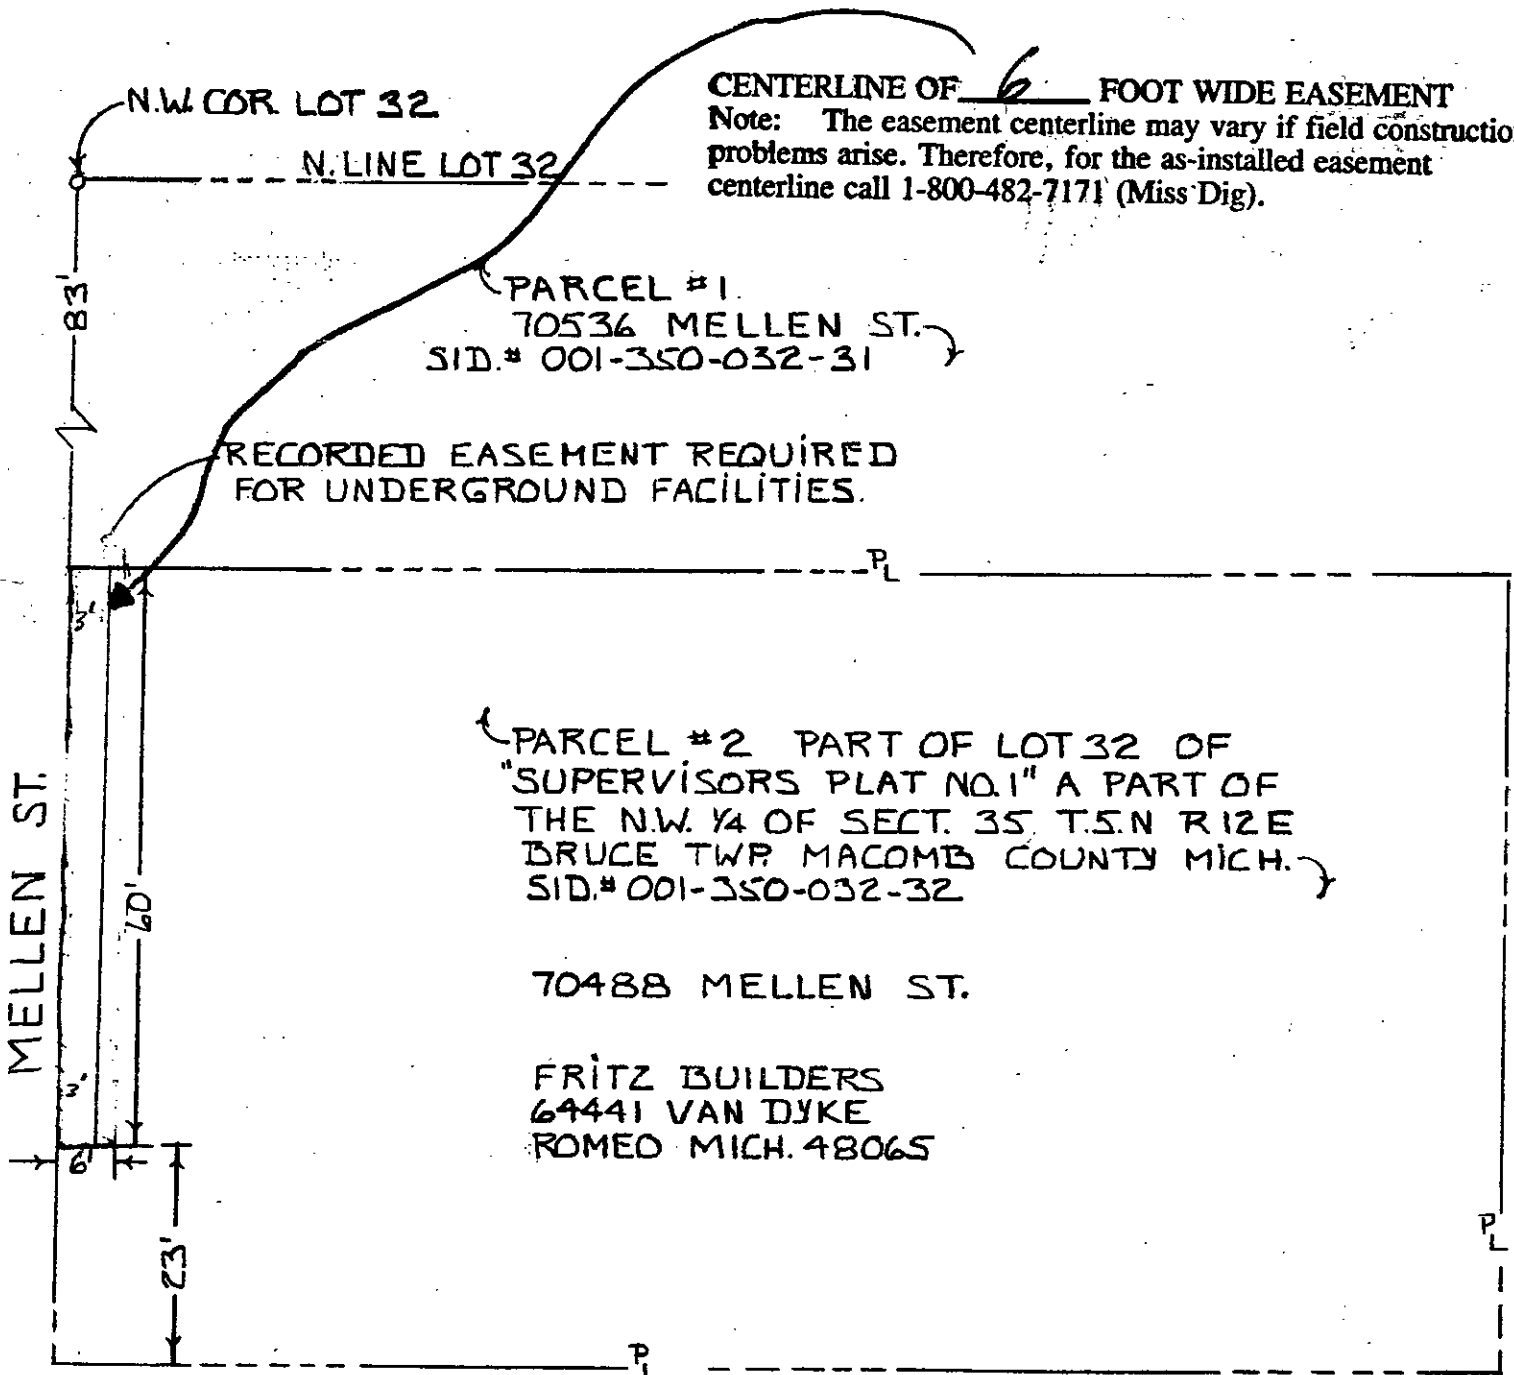 N.W. COR. LOT 32
N. LINE LOT 32
CENTERLINE OF 6 FOOT WIDE EASEMENT
Note: The easement centerline may vary if field constructio
problems arise. Therefore, for the as-installed easement
centerline call 1-800-482-7171 (Miss Dig).
83'
PARCEL #1.
70536 MELLEN ST.
SID.# 001-350-032-31
RECORDED EASEMENT REQUIRED
FOR UNDERGROUND FACILITIES.
PL
3'
MELLEN ST.
60'
PARCEL #2 PART OF LOT 32 OF
"SUPERVISORS PLAT NO.1" A PART OF
THE N.W. 1/4 OF SECT. 35 T.5.N R12E
BRUCE TWP. MACOMB COUNTY MICH.
SID.# 001-350-032-32
70488 MELLEN ST.
FRITZ BUILDERS
64441 VAN DYKE
ROMEO MICH. 48065
3'
6'
23'
PL
PL